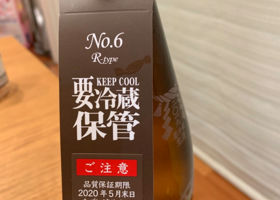 No.6
R-type
要冷蔵
KEEP COOL
保管
ご注意
品質保証期限
2020年5月末日